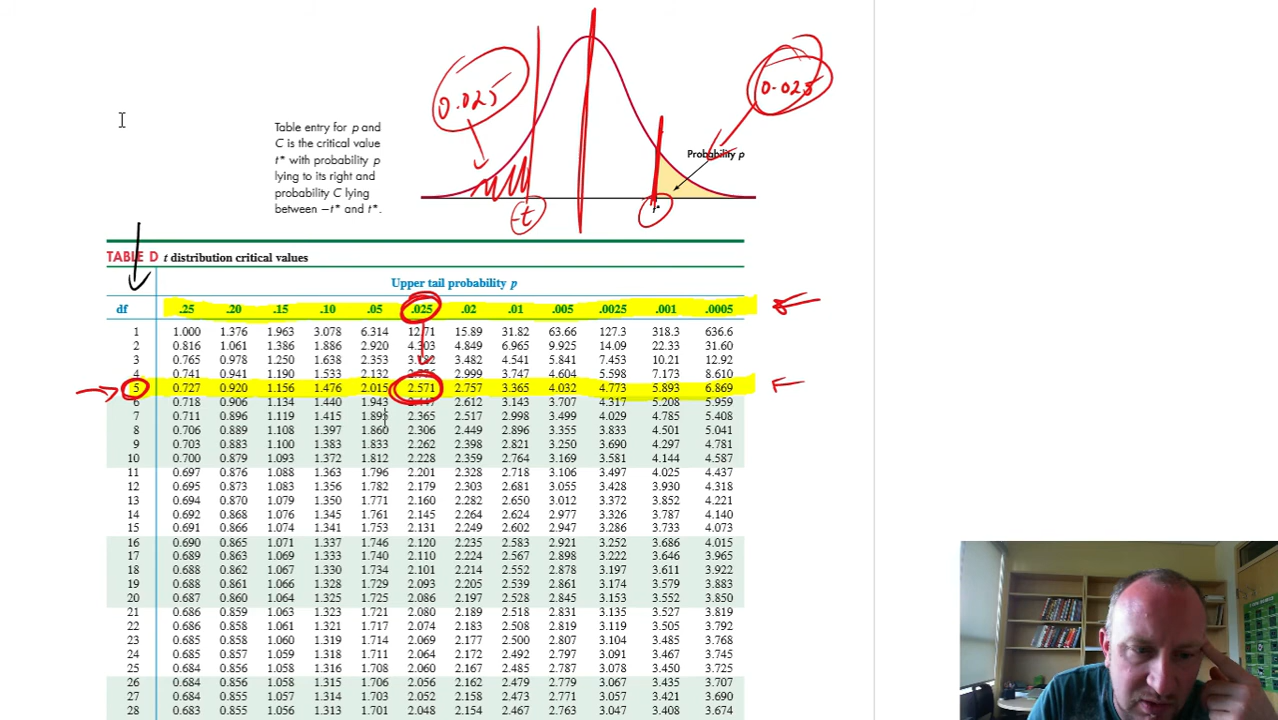 0.025
0.025
Table entry for p and
C is the critical value
t* with probability p
lying to its right and
probability C lying
between −t* and t*.
Probability p
-t
t*
TABLE D t distribution critical values
Upper tail probability p
df .25 .20 .15 .10 .05 .025 .02 .01 .005 .0025 .001 .0005
1 1.000 1.376 1.963 3.078 6.314 12.71 15.89 31.82 63.66 127.3 318.3 636.6
2 0.816 1.061 1.386 1.886 2.920 4.303 4.849 6.965 9.925 14.09 22.33 31.60
3 0.765 0.978 1.250 1.638 2.353 3.182 3.482 4.541 5.841 7.453 10.21 12.92
4 0.741 0.941 1.190 1.533 2.132 2.776 2.999 3.747 4.604 5.598 7.173 8.610
5 0.727 0.920 1.156 1.476 2.015 2.571 2.757 3.365 4.032 4.773 5.893 6.869
6 0.718 0.906 1.134 1.440 1.943 2.447 2.612 3.143 3.707 4.317 5.208 5.959
7 0.711 0.896 1.119 1.415 1.895 2.365 2.517 2.998 3.499 4.029 4.785 5.408
8 0.706 0.889 1.108 1.397 1.860 2.306 2.449 2.896 3.355 3.833 4.501 5.041
9 0.703 0.883 1.100 1.383 1.833 2.262 2.398 2.821 3.250 3.690 4.297 4.781
10 0.700 0.879 1.093 1.372 1.812 2.228 2.359 2.764 3.169 3.581 4.144 4.587
11 0.697 0.876 1.088 1.363 1.796 2.201 2.328 2.718 3.106 3.497 4.025 4.437
12 0.695 0.873 1.083 1.356 1.782 2.179 2.303 2.681 3.055 3.428 3.930 4.318
13 0.694 0.870 1.079 1.350 1.771 2.160 2.282 2.650 3.012 3.372 3.852 4.221
14 0.692 0.868 1.076 1.345 1.761 2.145 2.264 2.624 2.977 3.326 3.787 4.140
15 0.691 0.866 1.074 1.341 1.753 2.131 2.249 2.602 2.947 3.286 3.733 4.073
16 0.690 0.865 1.071 1.337 1.746 2.120 2.235 2.583 2.921 3.252 3.686 4.015
17 0.689 0.863 1.069 1.333 1.740 2.110 2.224 2.567 2.898 3.222 3.646 3.965
18 0.688 0.862 1.067 1.330 1.734 2.101 2.214 2.552 2.878 3.197 3.611 3.922
19 0.688 0.861 1.066 1.328 1.729 2.093 2.205 2.539 2.861 3.174 3.579 3.883
20 0.687 0.860 1.064 1.325 1.725 2.086 2.197 2.528 2.845 3.153 3.552 3.850
21 0.686 0.859 1.063 1.323 1.721 2.080 2.189 2.518 2.831 3.135 3.527 3.819
22 0.686 0.858 1.061 1.321 1.717 2.074 2.183 2.508 2.819 3.119 3.505 3.792
23 0.685 0.858 1.060 1.319 1.714 2.069 2.177 2.500 2.807 3.104 3.485 3.768
24 0.685 0.857 1.059 1.318 1.711 2.064 2.172 2.492 2.797 3.091 3.467 3.745
25 0.684 0.856 1.058 1.316 1.708 2.060 2.167 2.485 2.787 3.078 3.450 3.725
26 0.684 0.856 1.058 1.315 1.706 2.056 2.162 2.479 2.779 3.067 3.435 3.707
27 0.684 0.855 1.057 1.314 1.703 2.052 2.158 2.473 2.771 3.057 3.421 3.690
28 0.683 0.855 1.056 1.313 1.701 2.048 2.154 2.467 2.763 3.047 3.408 3.674